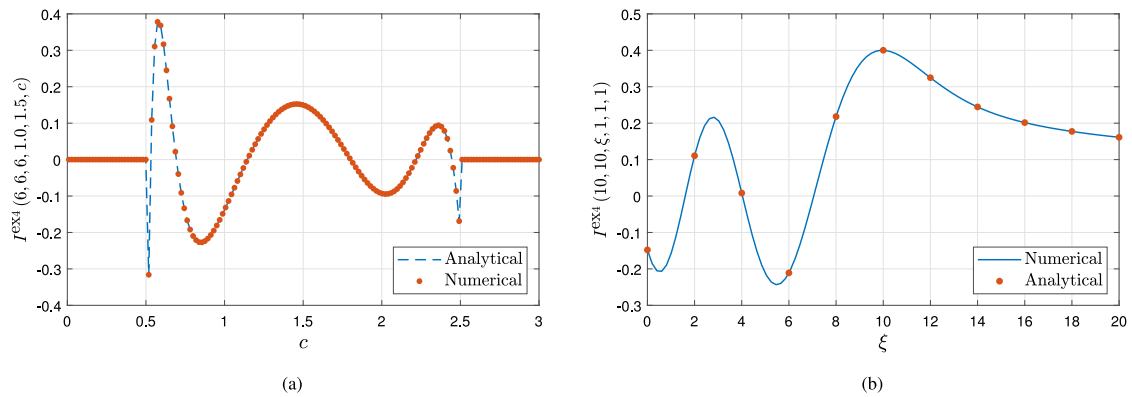 0.4
0.3
0.2
0.1
0
-0.1
-0.2
-0.3
-0.4
I^{ex_4} (6, 6, 6, 1.0, 1.5, c)
Analytical
Numerical
0 0.5 1 1.5 2 2.5 3
c
(a)
0.5
0.4
0.3
0.2
0.1
0
-0.1
-0.2
-0.3
I^{ex_4} (10, 10, ξ, 1, 1, 1)
Numerical
Analytical
0 2 4 6 8 10 12 14 16 18 20
ξ
(b)